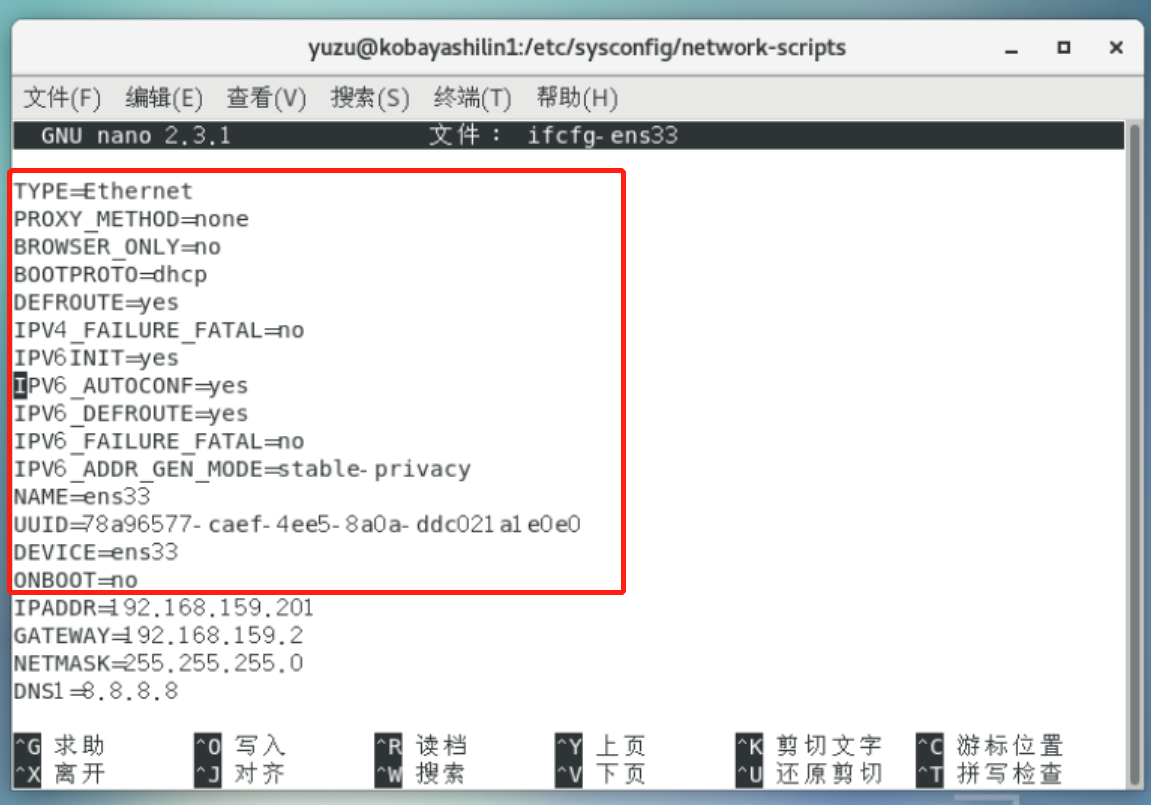 yuzu@kobayashilin1:/etc/sysconfig/network-scripts
文件(F) 编辑(E) 查看(V) 搜索(S) 终端(T) 帮助(H)
GNU nano 2.3.1 文件： ifcfg-ens33
TYPE=Ethernet
PROXY_METHOD=none
BROWSER_ONLY=no
BOOTPROTO=dhcp
DEFROUTE=yes
IPV4_FAILURE_FATAL=no
IPV6INIT=yes
IPV6_AUTOCONF=yes
IPV6_DEFROUTE=yes
IPV6_FAILURE_FATAL=no
IPV6_ADDR_GEN_MODE=stable-privacy
NAME=ens33
UUID=78a96577-caef-4ee5-8a0a-ddc021a1e0e0
DEVICE=ens33
ONBOOT=no
IPADDR=192.168.159.201
GATEWAY=192.168.159.2
NETMASK=255.255.255.0
DNS1=8.8.8.8
^G 求助 ^O 写入 ^R 读档 ^Y 上页 ^K 剪切文字 ^C 游标位置
^X 离开 ^J 对齐 ^W 搜索 ^V 下页 ^U 还原剪切 ^T 拼写检查